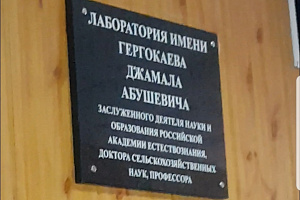 ЛАБОРАТОРИЯ ИМЕНИ
ГЕРГОКАЕВА
ДЖАМАЛА
АБУШЕВИЧА
ЗАСЛУЖЕННОГО ДЕЯТЕЛЯ НАУКИ И
ОБРАЗОВАНИЯ РОССИЙСКОЙ
АКАДЕМИИ ЕСТЕСТВОЗНАНИЯ,
ДОКТОРА СЕЛЬСКОХОЗЯЙСТВЕННЫХ
НАУК, ПРОФЕССОРА